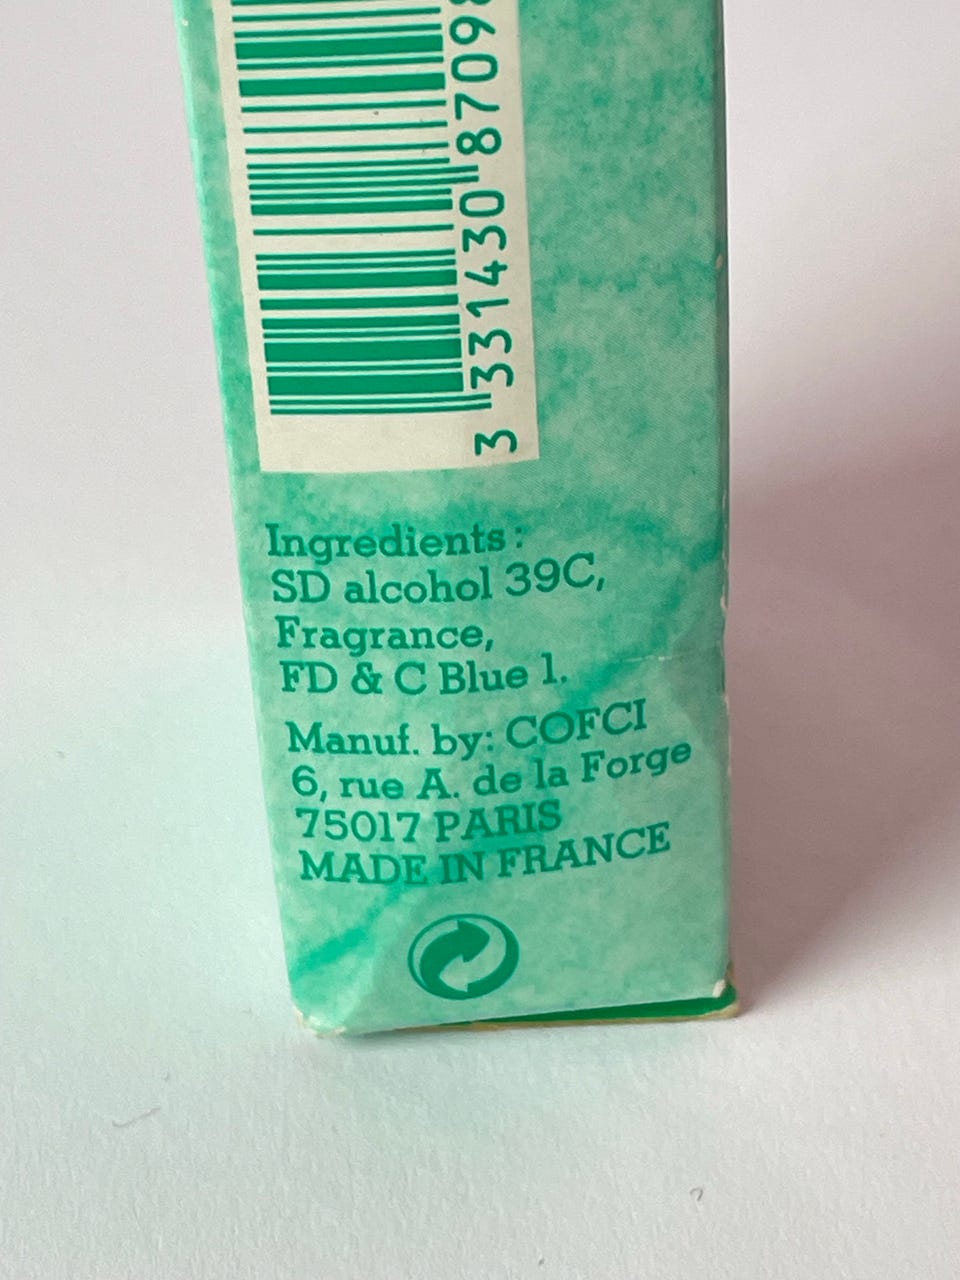 3 331430 8709
Ingredients :
SD alcohol 39C,
Fragrance,
FD & C Blue 1.
Manuf. by: COFCI
6, rue A. de la Forge
75017 PARIS
MADE IN FRANCE